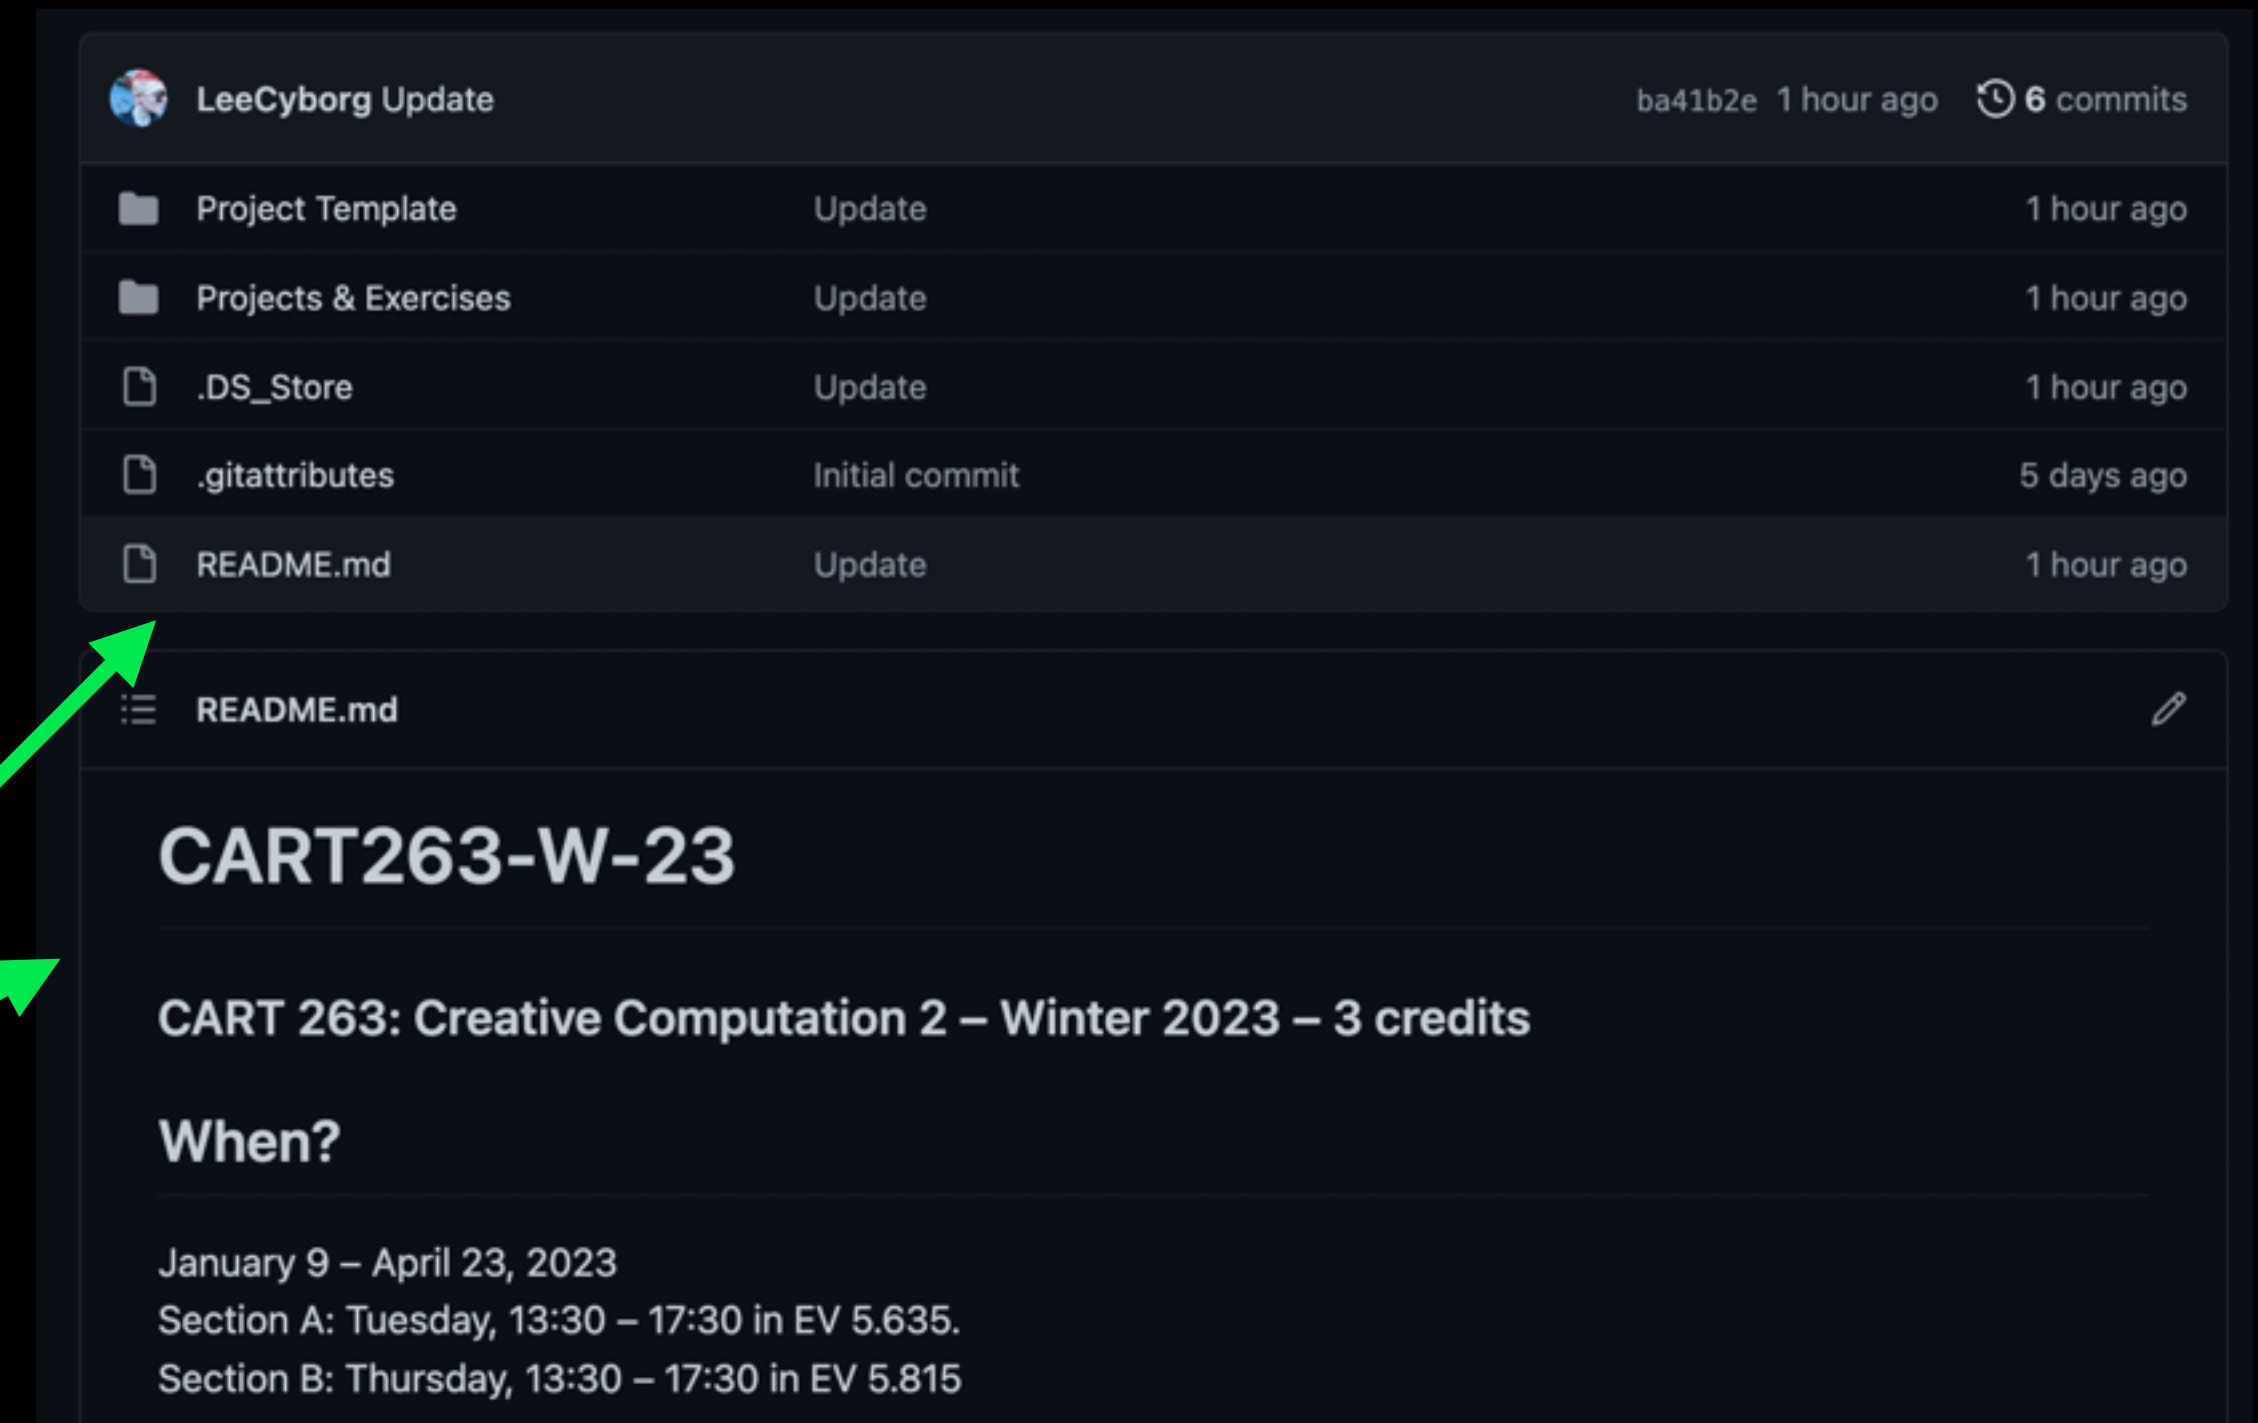 LeeCyborg Update ba41b2e 1 hour ago 6 commits
Project Template Update 1 hour ago
Projects & Exercises Update 1 hour ago
.DS_Store Update 1 hour ago
.gitattributes Initial commit 5 days ago
README.md Update 1 hour ago
README.md
CART263-W-23
CART 263: Creative Computation 2 – Winter 2023 – 3 credits
When?
January 9 – April 23, 2023
Section A: Tuesday, 13:30 – 17:30 in EV 5.635.
Section B: Thursday, 13:30 – 17:30 in EV 5.815